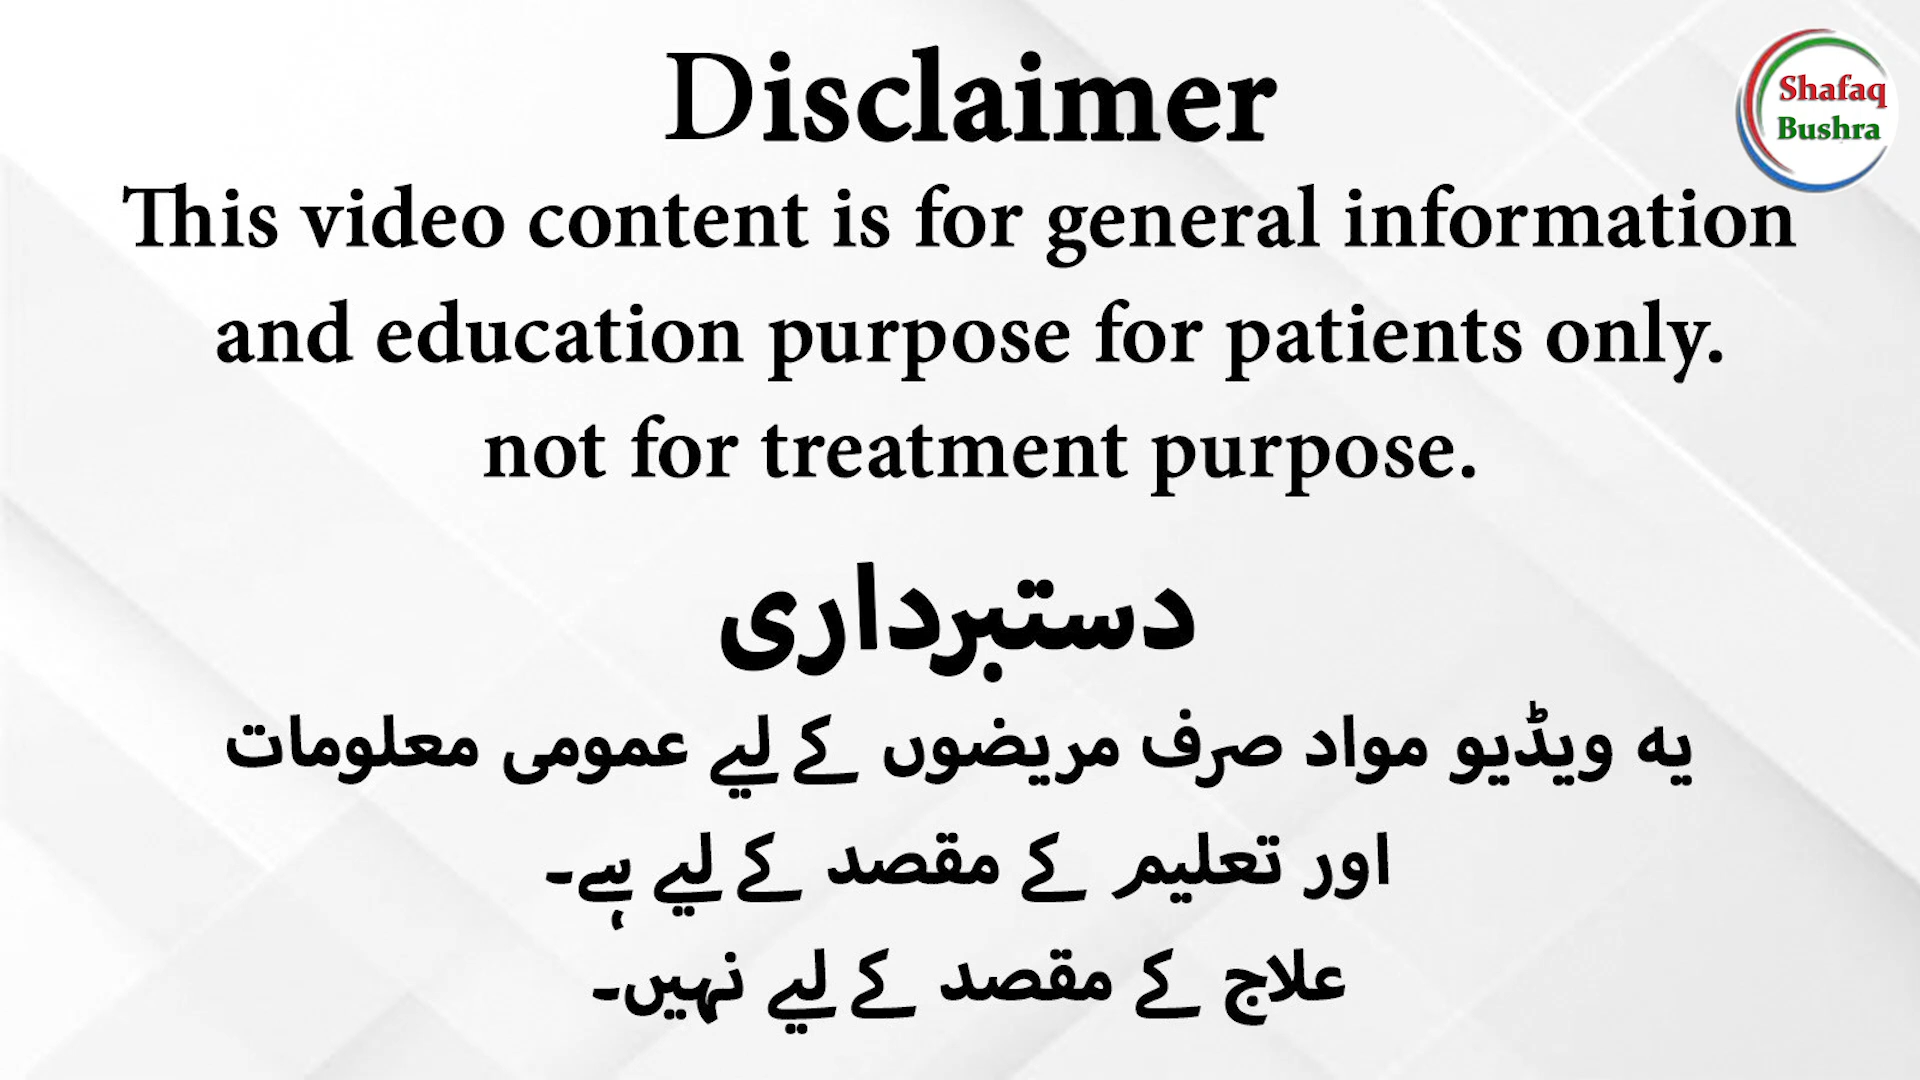 Disclaimer
Shafaq
Bushra
This video content is for general information
and education purpose for patients only.
not for treatment purpose.
دستبرداری
یہ ویڈیو مواد صرف مریضوں کے لیے عمومی معلومات
اور تعلیم کے مقصد کے لیے ہے۔
علاج کے مقصد کے لیے نہیں۔